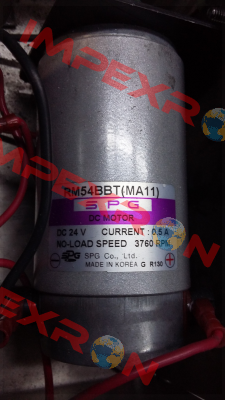 RM54BBT(MA11)
SPG
DC MOTOR
DC 24 V CURRENT : 0.5 A
NO-LOAD SPEED 3760 RPM
SPG SPG Co., Ltd.
MADE IN KOREA G R130
IMPEXRON
IMPEXRON